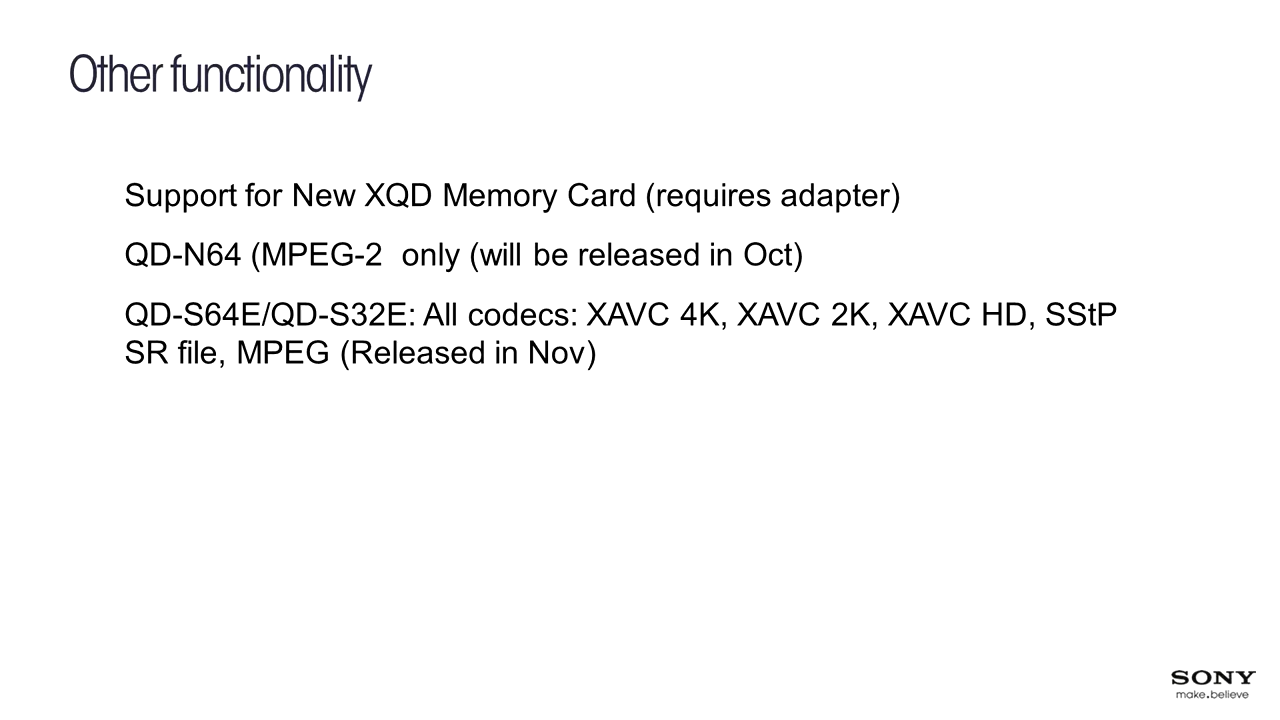 Other functionality
Support for New XQD Memory Card (requires adapter)
QD-N64 (MPEG-2  only (will be released in Oct)
QD-S64E/QD-S32E: All codecs: XAVC 4K, XAVC 2K, XAVC HD, SStP
SR file, MPEG (Released in Nov)
SONY
make.believe